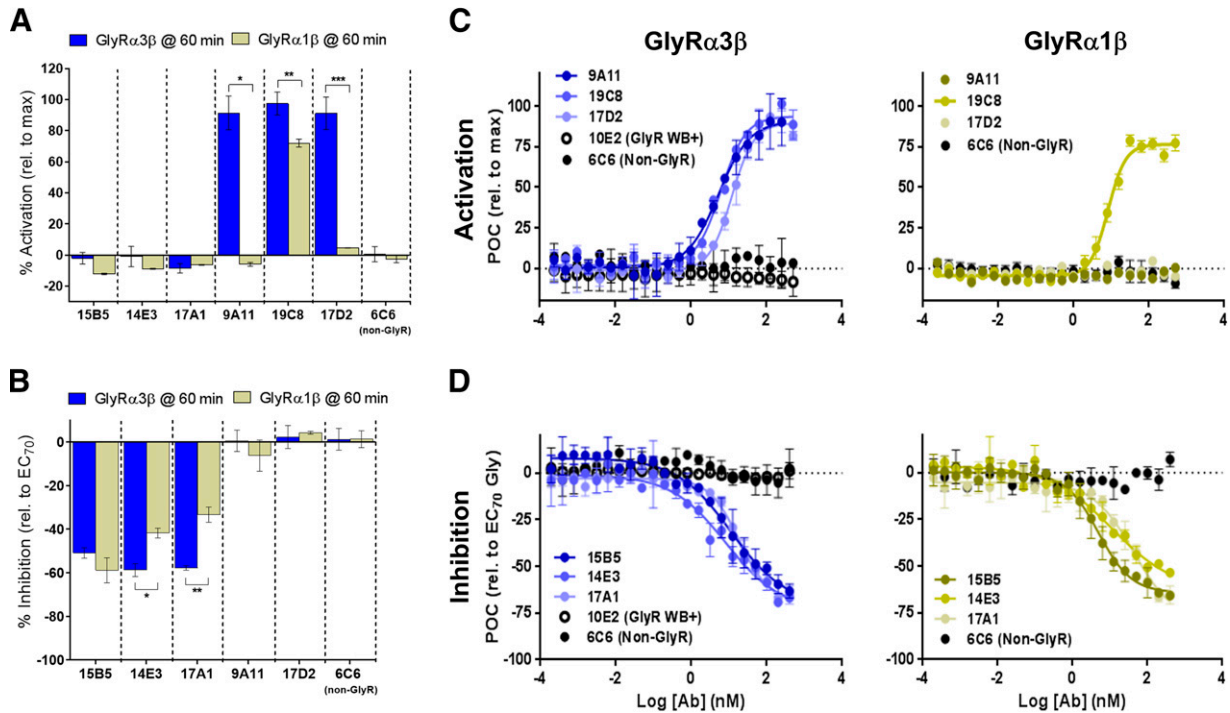 A
GlyRα3β @ 60 min GlyRα1β @ 60 min
% Activation (rel. to max)
120
100
80
60
40
20
0
-20
* ** ***
15B5 14E3 17A1 9A11 19C8 17D2 6C6
(non-GlyR)
B
GlyRα3β @ 60 min GlyRα1β @ 60 min
% Inhibition (rel. to EC70)
20
0
-20
-40
-60
-80
-100
* **
15B5 14E3 17A1 9A11 17D2 6C6
(non-GlyR)
C
GlyRα3β
Activation
POC (rel. to max)
100
75
50
25
0
9A11
19C8
17D2
10E2 (GlyR WB+)
6C6 (Non-GlyR)
-4 -2 0 2 4
GlyRα1β
100
75
50
25
0
9A11
19C8
17D2
6C6 (Non-GlyR)
-4 -2 0 2 4
D
Inhibition
POC (rel. to EC70 Gly)
25
0
-25
-50
-75
-100
15B5
14E3
17A1
10E2 (GlyR WB+)
6C6 (Non-GlyR)
-4 -2 0 2 4
Log [Ab] (nM)
25
0
-25
-50
-75
-100
15B5
14E3
17A1
6C6 (Non-GlyR)
-4 -2 0 2 4
Log [Ab] (nM)